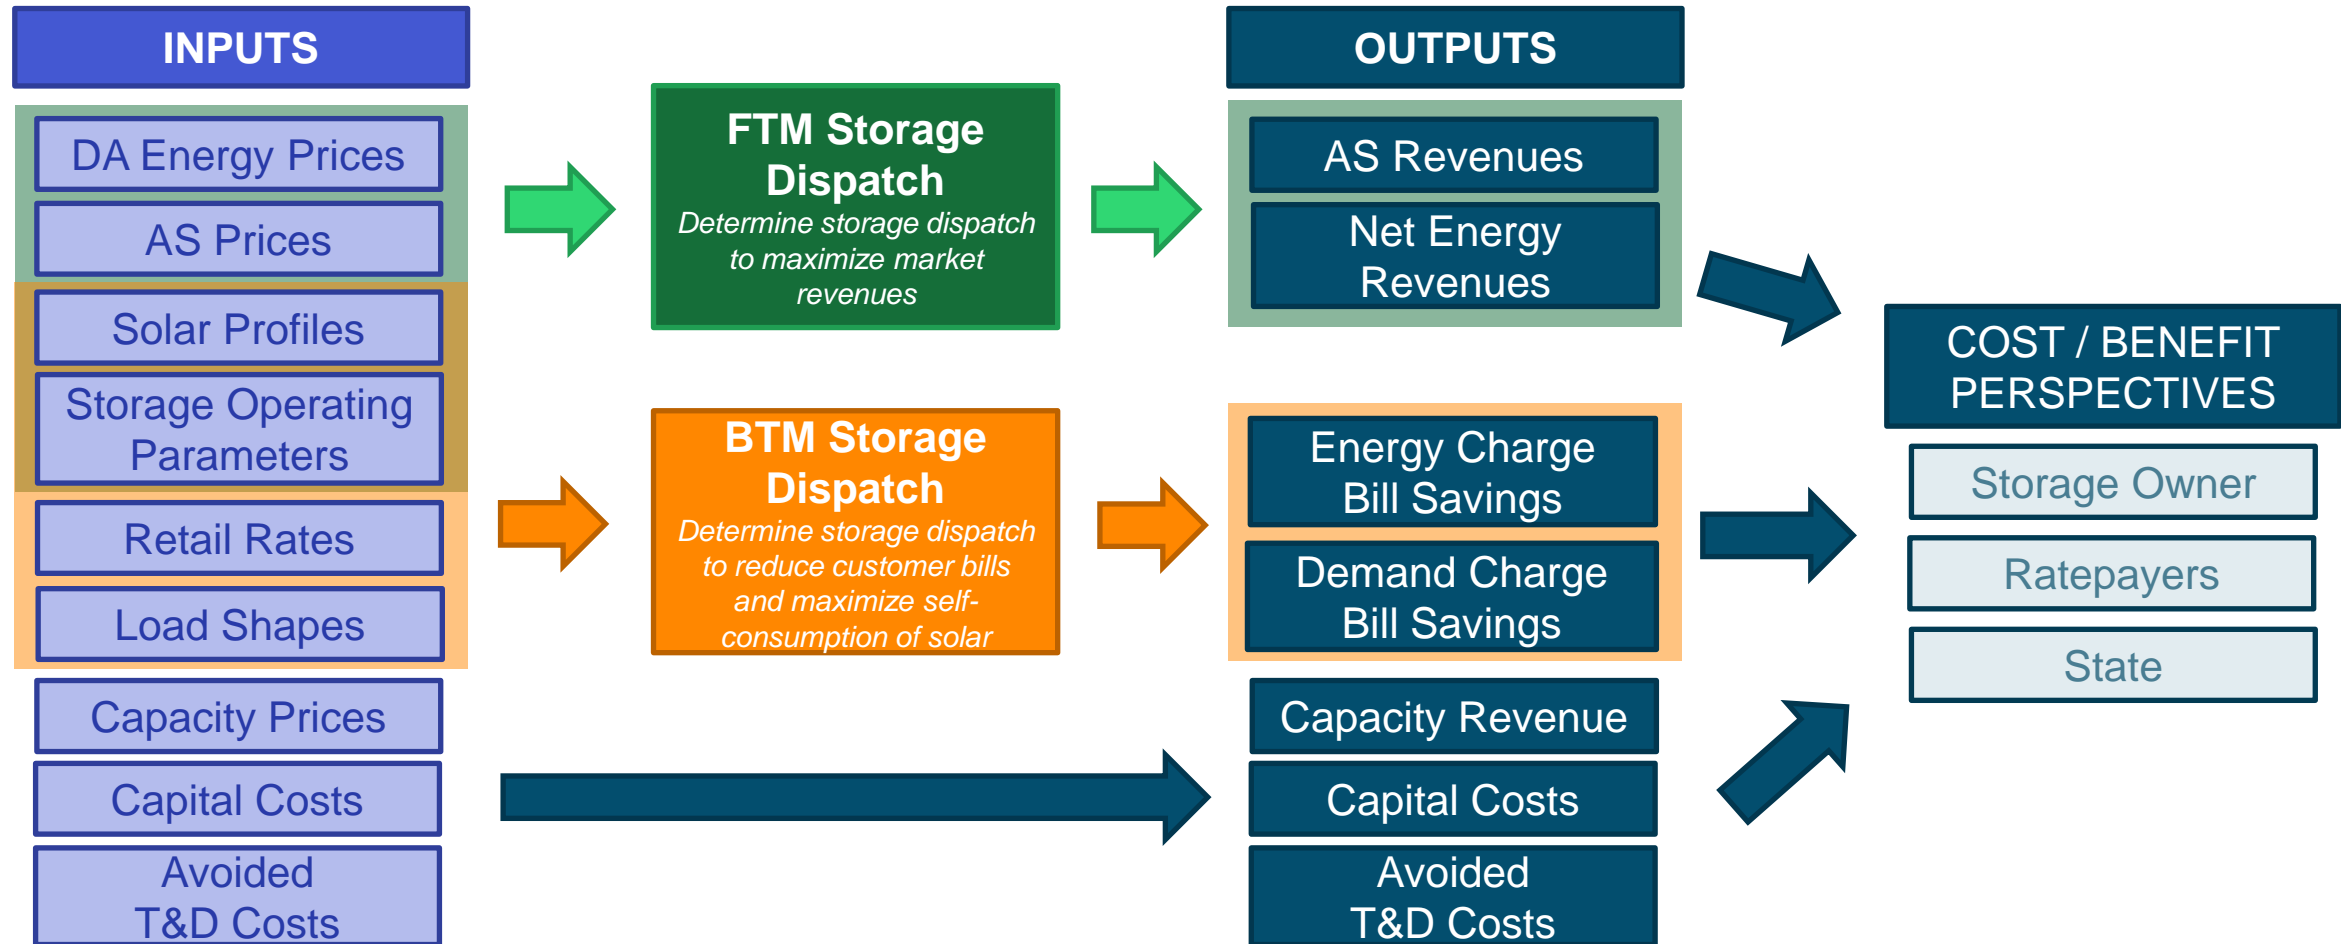 INPUTS
DA Energy Prices
AS Prices
Solar Profiles
Storage Operating
Parameters
Retail Rates
Load Shapes
Capacity Prices
Capital Costs
Avoided
T&D Costs
FTM Storage
Dispatch
Determine storage dispatch
to maximize market
revenues
BTM Storage
Dispatch
Determine storage dispatch
to reduce customer bills
and maximize self-
consumption of solar
OUTPUTS
AS Revenues
Net Energy
Revenues
Energy Charge
Bill Savings
Demand Charge
Bill Savings
Capacity Revenue
Capital Costs
Avoided
T&D Costs
COST / BENEFIT
PERSPECTIVES
Storage Owner
Ratepayers
State